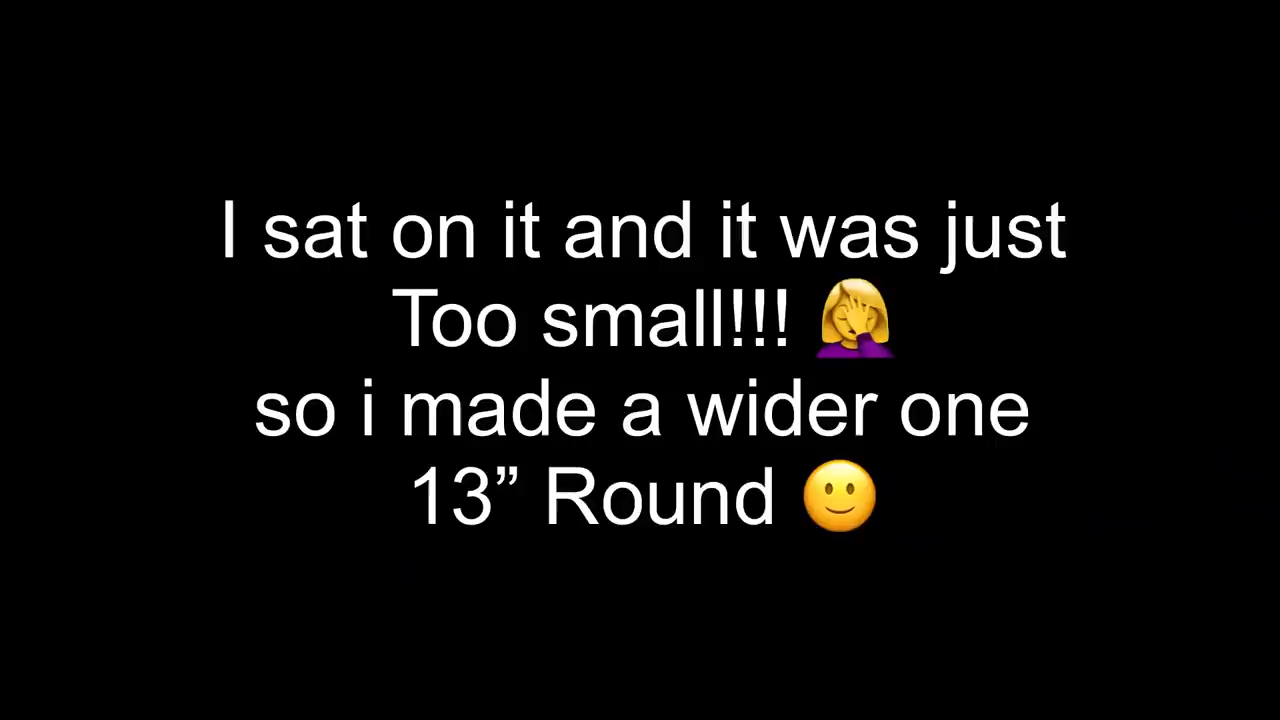 I sat on it and it was just
Too small!!! 🤦‍♀️
so i made a wider one
13” Round 🙂